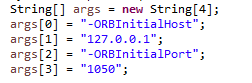 String[] args = new String[4];
args[0] = "-ORBInitialHost";
args[1] = "127.0.0.1";
args[2] = "-ORBInitialPort";
args[3] = "1050";